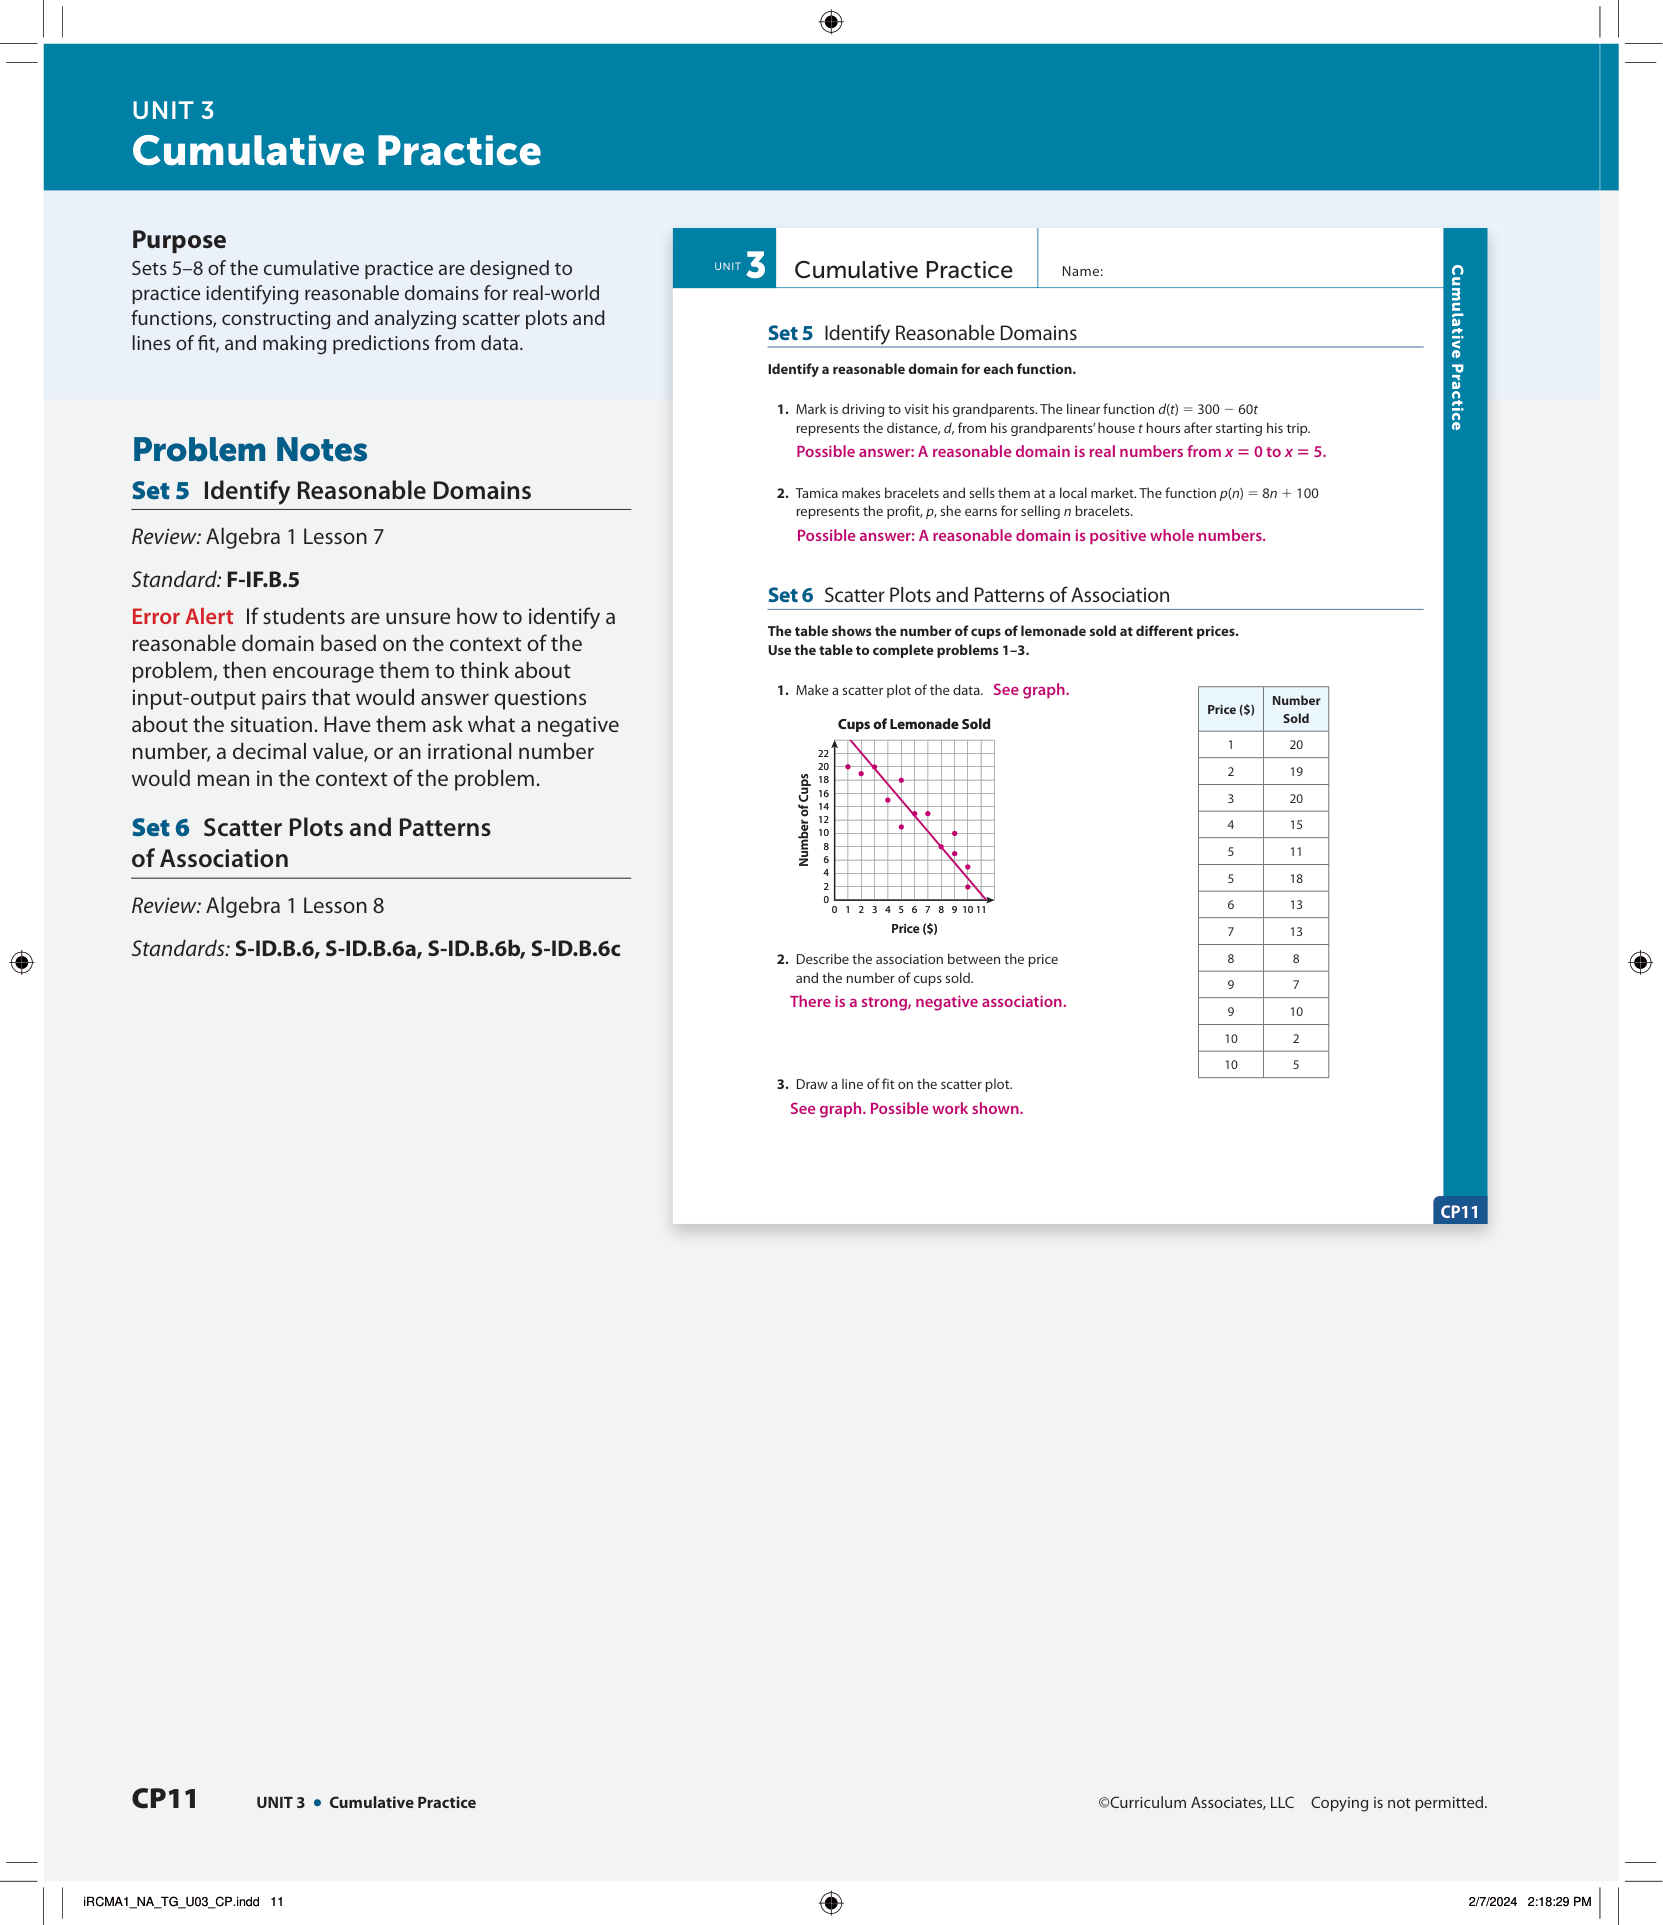 UNIT 3
Cumulative Practice
Purpose
Sets 5–8 of the cumulative practice are designed to
practice identifying reasonable domains for real-world
functions, constructing and analyzing scatter plots and
lines of fit, and making predictions from data.
Problem Notes
Set 5 Identify Reasonable Domains
Review: Algebra 1 Lesson 7
Standard: F-IF.B.5
Error Alert If students are unsure how to identify a
reasonable domain based on the context of the
problem, then encourage them to think about
input-output pairs that would answer questions
about the situation. Have them ask what a negative
number, a decimal value, or an irrational number
would mean in the context of the problem.
Set 6 Scatter Plots and Patterns
of Association
Review: Algebra 1 Lesson 8
Standards: S-ID.B.6, S-ID.B.6a, S-ID.B.6b, S-ID.B.6c
UNIT 3 Cumulative Practice Name:
Cumulative Practice
Set 5 Identify Reasonable Domains
Identify a reasonable domain for each function.
1. Mark is driving to visit his grandparents. The linear function d(t) = 300 − 60t
represents the distance, d, from his grandparents’ house t hours after starting his trip.
Possible answer: A reasonable domain is real numbers from x = 0 to x = 5.
2. Tamica makes bracelets and sells them at a local market. The function p(n) = 8n + 100
represents the profit, p, she earns for selling n bracelets.
Possible answer: A reasonable domain is positive whole numbers.
Set 6 Scatter Plots and Patterns of Association
The table shows the number of cups of lemonade sold at different prices.
Use the table to complete problems 1–3.
1. Make a scatter plot of the data. See graph.
Cups of Lemonade Sold
Number of Cups
22
20
18
16
14
12
10
8
6
4
2
0
0 1 2 3 4 5 6 7 8 9 10 11
Price ($)
2. Describe the association between the price
and the number of cups sold.
There is a strong, negative association.
3. Draw a line of fit on the scatter plot.
See graph. Possible work shown.
Price ($) Number
Sold
1 20
2 19
3 20
4 15
5 11
5 18
6 13
7 13
8 8
9 7
9 10
10 2
10 5
CP11
CP11 UNIT 3 • Cumulative Practice ©Curriculum Associates, LLC Copying is not permitted.
iRCMA1_NA_TG_U03_CP.indd 11 2/7/2024 2:18:29 PM